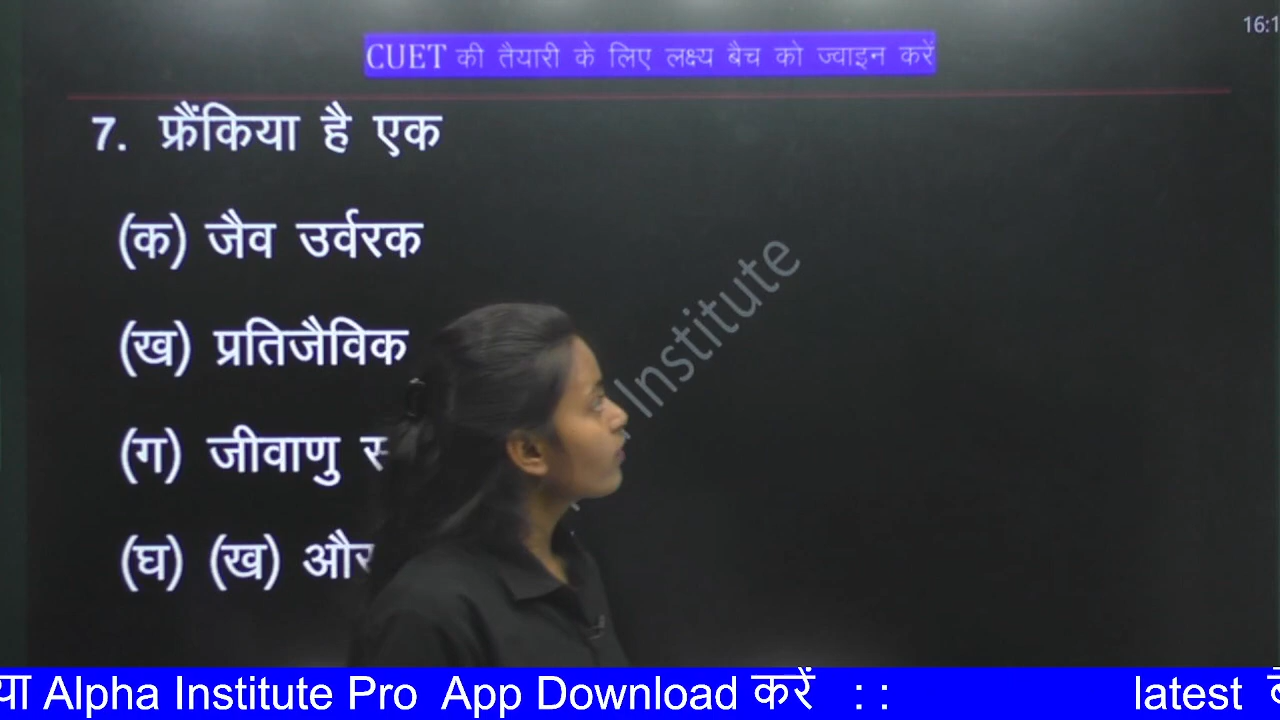 16:1
CUET की तैयारी के लिए लक्ष्य बैच को ज्वाइन करें
7. फ्रैंकिया है एक
(क) जैव उर्वरक
(ख) प्रतिजैविक
(ग) जीवाणु
(घ) (ख) और
Institute
Alpha Institute Pro App Download करें : : latest